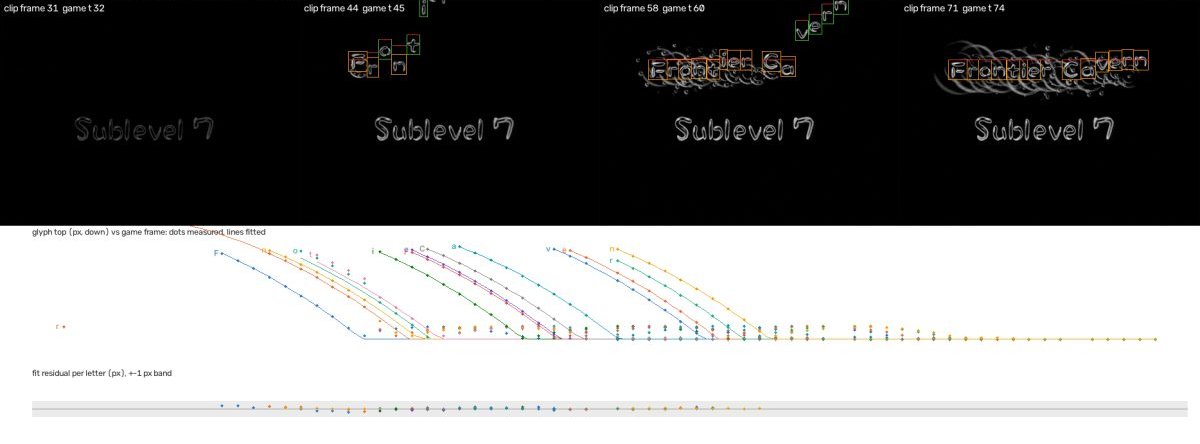 clip frame 31 game t 32
clip frame 44 game t 45
clip frame 58 game t 60
clip frame 71 game t 74
i
o t
F r n
v e r n
Frontier Ca
Frontier Cavern
Sublevel 7
Sublevel 7
Sublevel 7
Sublevel 7
glyph top (px, down) vs game frame: dots measured, lines fitted
F n o t i e r C a v e r n
r
fit residual per letter (px), +-1 px band